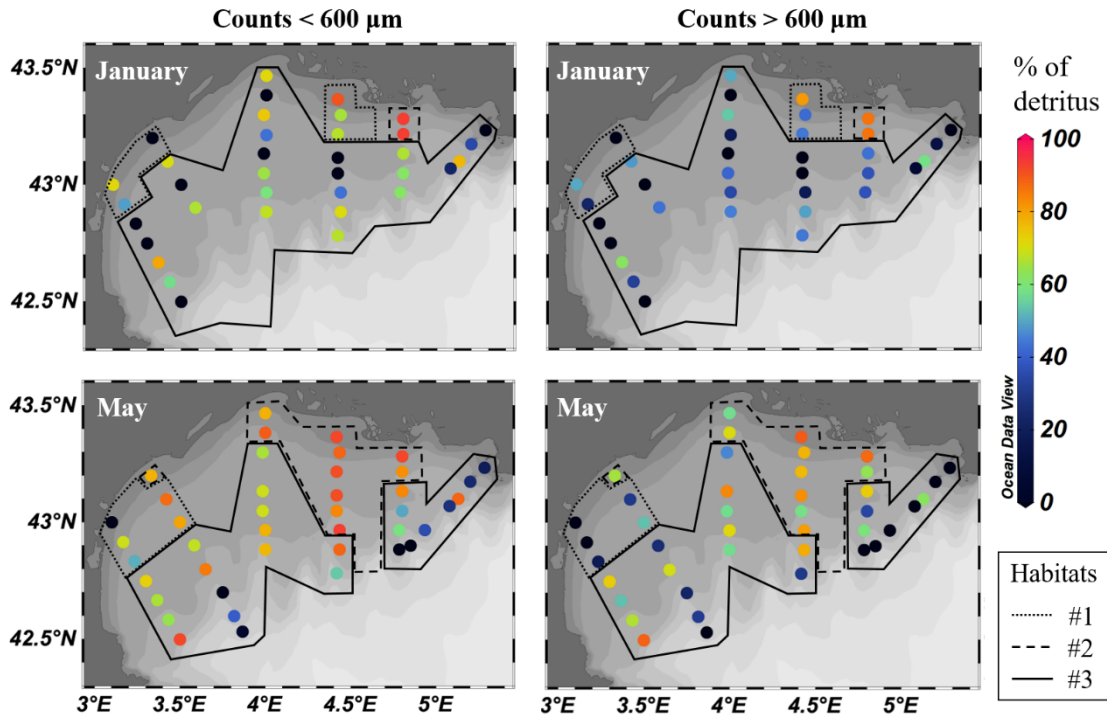 Counts < 600 µm
Counts > 600 µm
January
January
43.5°N
43°N
42.5°N
% of
detritus
100
80
60
40
20
0
Ocean Data View
May
May
43.5°N
43°N
42.5°N
3°E 3.5°E 4°E 4.5°E 5°E
3°E 3.5°E 4°E 4.5°E 5°E
Habitats
#1
#2
#3